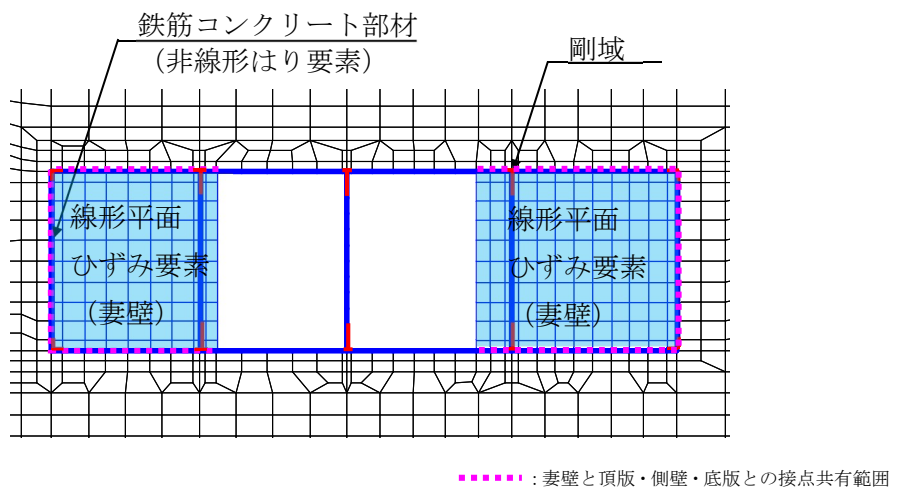 鉄筋コンクリート部材
（非線形はり要素）
剛域
線形平面
ひずみ要素
（妻壁）
線形平面
ひずみ要素
（妻壁）
：妻壁と頂版・側壁・底版との接点共有範囲